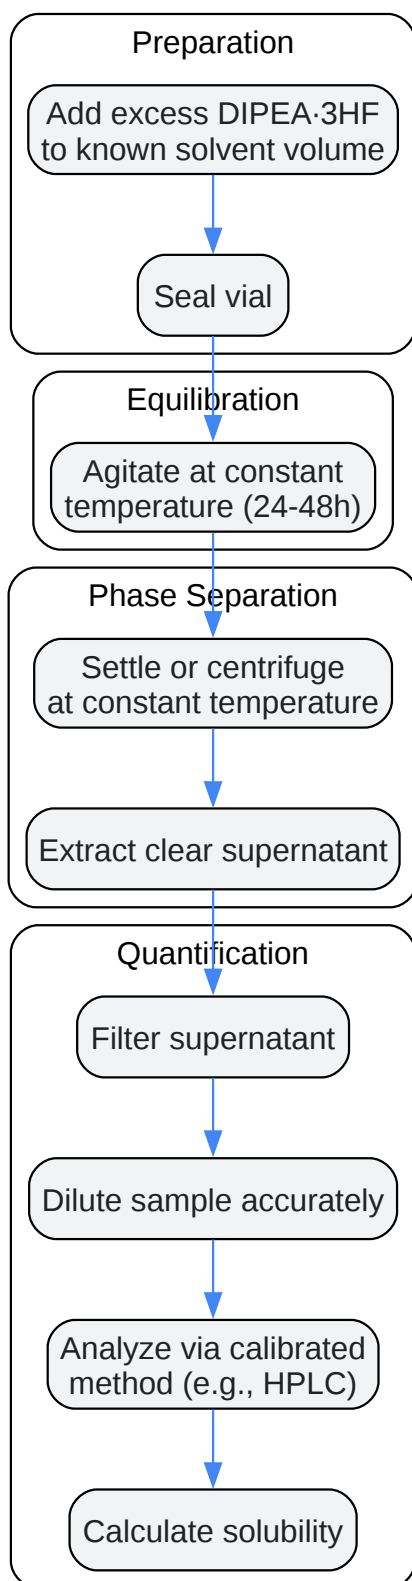 Preparation
Add excess DIPEA·3HF
to known solvent volume
Seal vial
Equilibration
Agitate at constant
temperature (24-48h)
Phase Separation
Settle or centrifuge
at constant temperature
Extract clear supernatant
Quantification
Filter supernatant
Dilute sample accurately
Analyze via calibrated
method (e.g., HPLC)
Calculate solubility